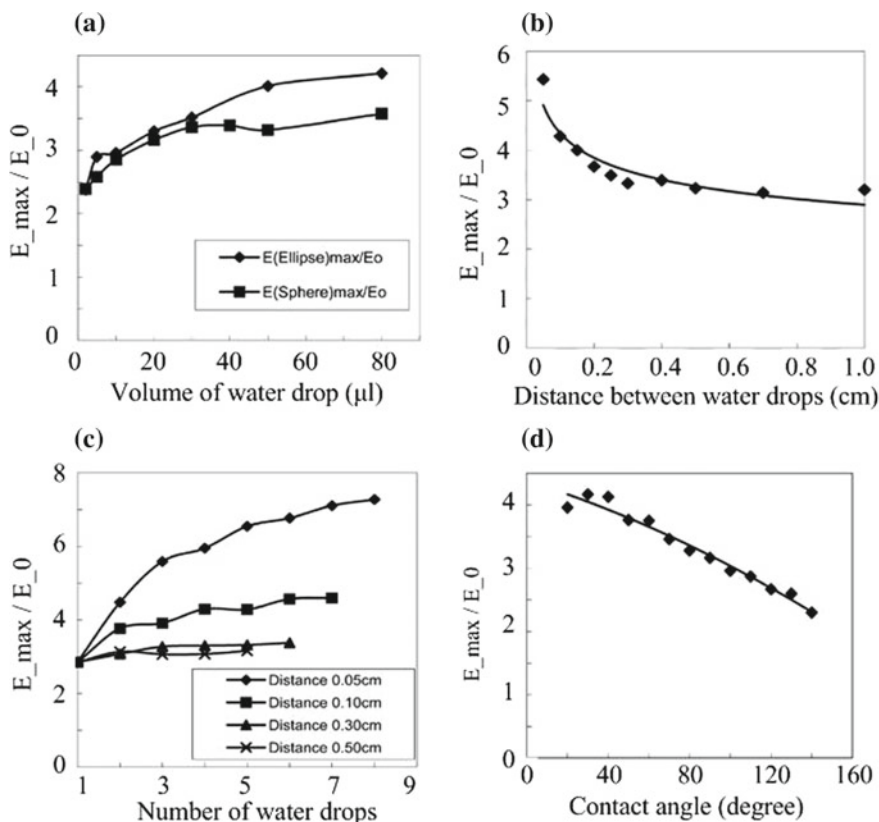 (a)
E_max / E_0
4
3
2
1
0
E(Ellipse)max/Eo
E(Sphere)max/Eo
0 20 40 60 80
Volume of water drop (µl)
(b)
E_max / E_0
6
5
4
3
2
1
0
0 0.2 0.4 0.6 0.8 1.0
Distance between water drops (cm)
(c)
E_max / E_0
8
6
4
2
0
Distance 0.05cm
Distance 0.10cm
Distance 0.30cm
Distance 0.50cm
1 3 5 7 9
Number of water drops
(d)
E_max / E_0
4
3
2
1
0
0 40 80 120 160
Contact angle (degree)